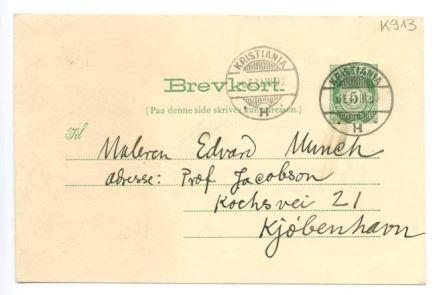 K913
KRISTIANIA
KRISTIANIA
Brevkort.
(Paa denne side skrives kun adressen.)
H
5
H
Til
Maleren Edvard Munch
adresse: Prof. Jacobson
Kochsvei 21
Kjöbenhavn